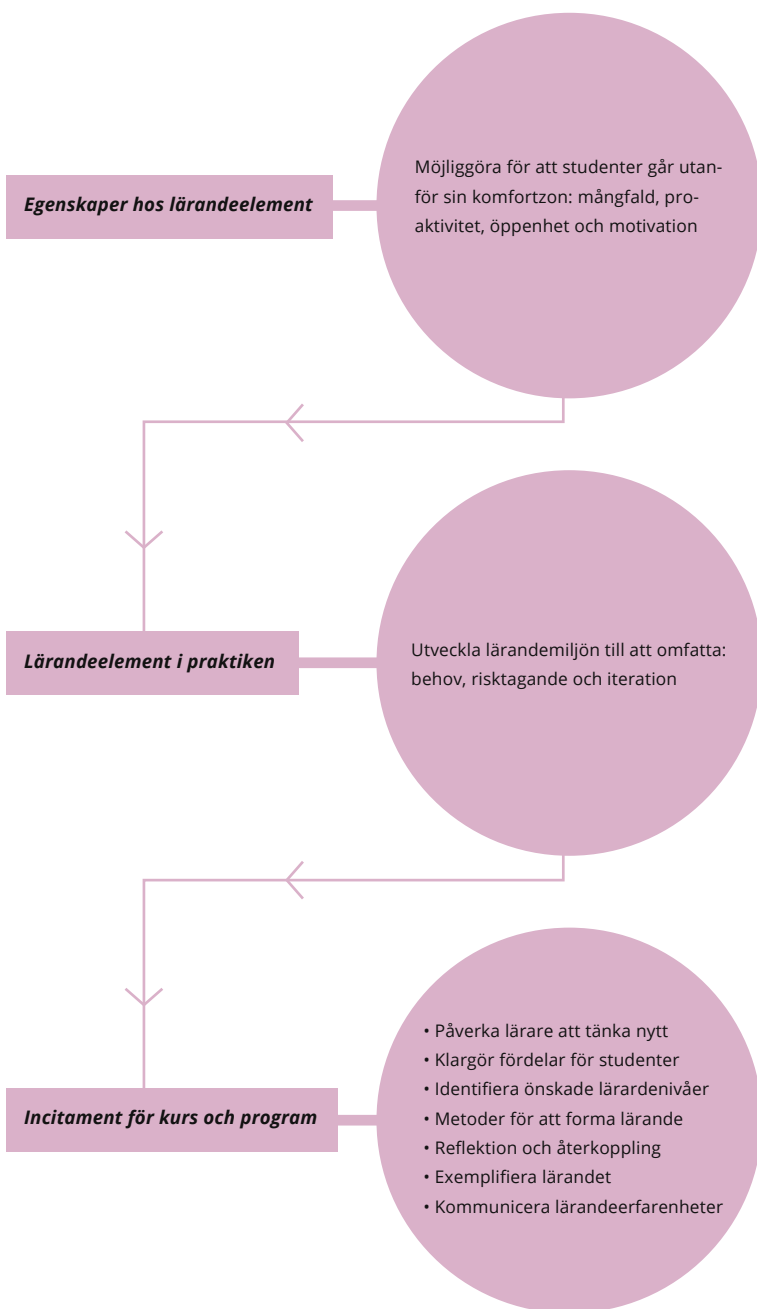 Egenskaper hos lärandeelement
Möjliggöra för att studenter går utan-
för sin komfortzon: mångfald, pro-
aktivitet, öppenhet och motivation
Lärandeelement i praktiken
Utveckla lärandemiljön till att omfatta:
behov, risktagande och iteration
Incitament för kurs och program
• Påverka lärare att tänka nytt
• Klargör fördelar för studenter
• Identifiera önskade lärardenivåer
• Metoder för att forma lärande
• Reflektion och återkoppling
• Exemplifiera lärandet
• Kommunicera lärandeerfarenheter